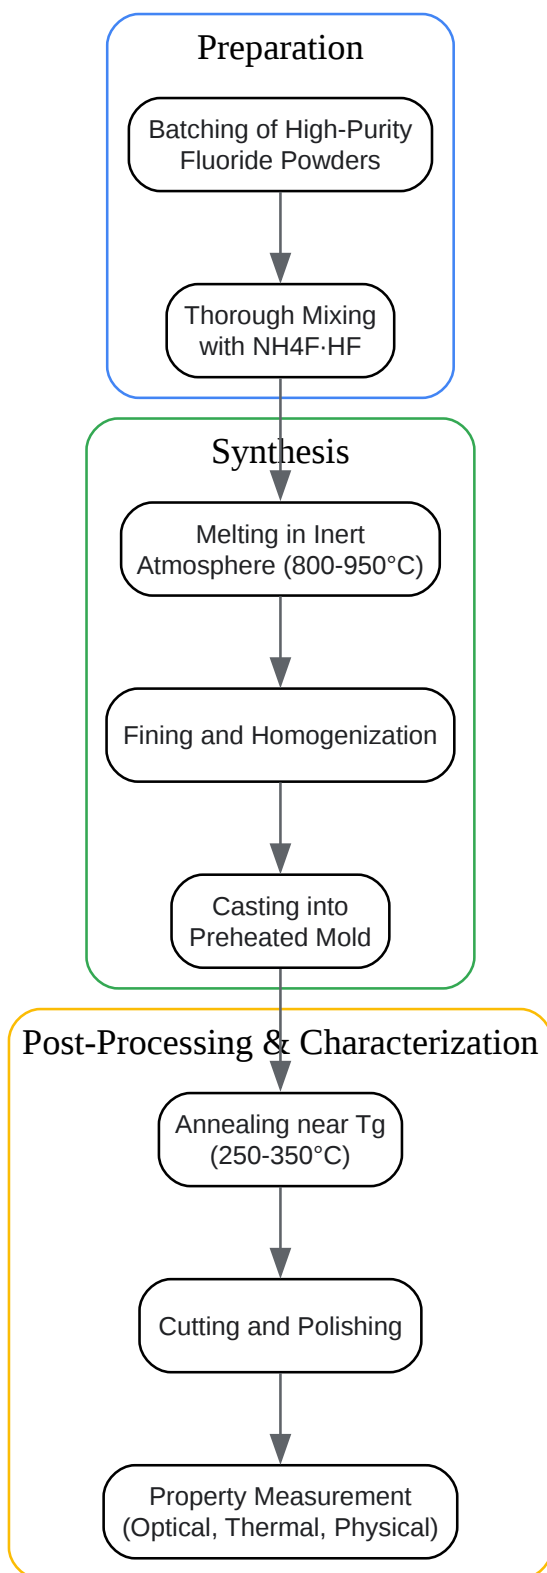 Preparation
Batching of High-Purity
Fluoride Powders
Thorough Mixing
with NH4F·HF
Synthesis
Melting in Inert
Atmosphere (800-950°C)
Fining and Homogenization
Casting into
Preheated Mold
Post-Processing & Characterization
Annealing near Tg
(250-350°C)
Cutting and Polishing
Property Measurement
(Optical, Thermal, Physical)